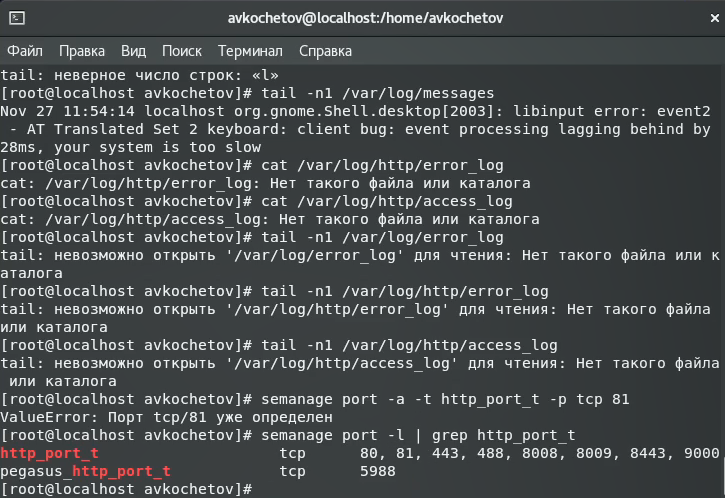 avkochetov@localhost:/home/avkochetov
Файл Правка Вид Поиск Терминал Справка
tail: неверное число строк: «l»
[root@localhost avkochetov]# tail -n1 /var/log/messages
Nov 27 11:54:14 localhost org.gnome.Shell.desktop[2003]: libinput error: event2
 - AT Translated Set 2 keyboard: client bug: event processing lagging behind by
28ms, your system is too slow
[root@localhost avkochetov]# cat /var/log/http/error_log
cat: /var/log/http/error_log: Нет такого файла или каталога
[root@localhost avkochetov]# cat /var/log/http/access_log
cat: /var/log/http/access_log: Нет такого файла или каталога
[root@localhost avkochetov]# tail -n1 /var/log/error_log
tail: невозможно открыть '/var/log/error_log' для чтения: Нет такого файла или к
аталога
[root@localhost avkochetov]# tail -n1 /var/log/http/error_log
tail: невозможно открыть '/var/log/http/error_log' для чтения: Нет такого файла
или каталога
[root@localhost avkochetov]# tail -n1 /var/log/http/access_log
tail: невозможно открыть '/var/log/http/access_log' для чтения: Нет такого файла
 или каталога
[root@localhost avkochetov]# semanage port -a -t http_port_t -p tcp 81
ValueError: Порт tcp/81 уже определен
[root@localhost avkochetov]# semanage port -l | grep http_port_t
http_port_t                    tcp      80, 81, 443, 488, 8008, 8009, 8443, 9000
pegasus_http_port_t            tcp      5988
[root@localhost avkochetov]#